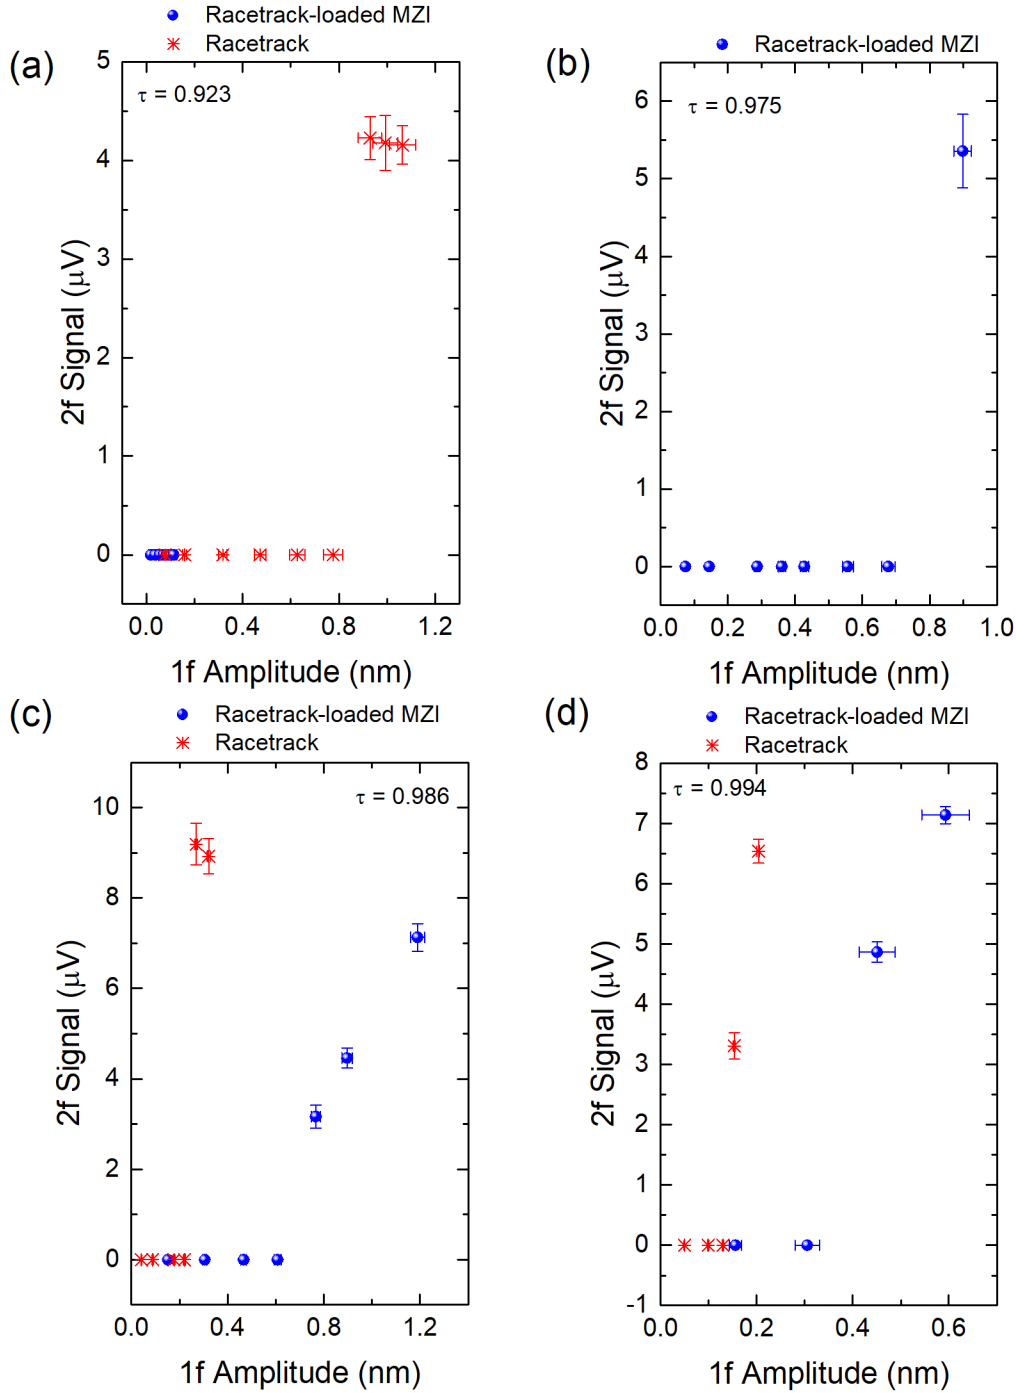 Racetrack-loaded MZI
Racetrack
(a)
τ = 0.923
5
4
3
2
1
0
2f Signal (μV)
0.0 0.4 0.8 1.2
1f Amplitude (nm)
Racetrack-loaded MZI
(b)
τ = 0.975
6
5
4
3
2
1
0
2f Signal (μV)
0.0 0.2 0.4 0.6 0.8 1.0
1f Amplitude (nm)
(c)
Racetrack-loaded MZI
Racetrack
τ = 0.986
10
8
6
4
2
0
2f Signal (μV)
0.0 0.4 0.8 1.2
1f Amplitude (nm)
(d)
Racetrack-loaded MZI
Racetrack
τ = 0.994
8
7
6
5
4
3
2
1
0
-1
2f Signal (μV)
0.0 0.2 0.4 0.6
1f Amplitude (nm)